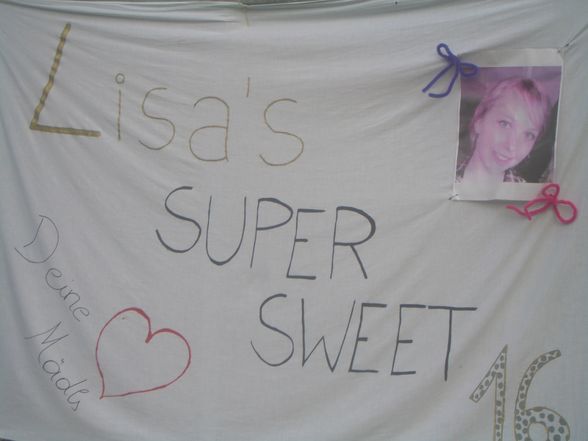 Lisa's
SUPER
SWEET
16
Deine
Mädls